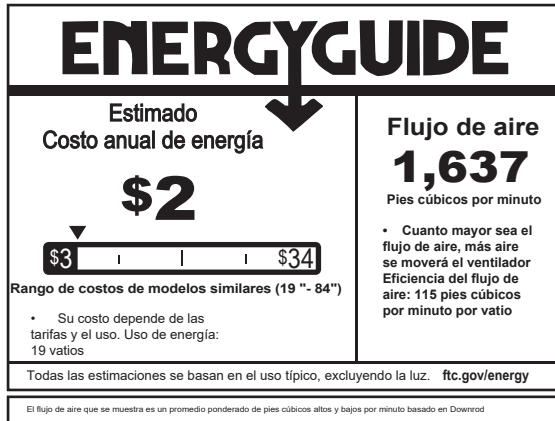 ENERGYGUIDE
Estimado
Costo anual de energía
$2
$3
$34
Rango de costos de modelos similares (19 "- 84")
• Su costo depende de las
tarifas y el uso. Uso de energía:
19 vatios
Flujo de aire
1,637
Pies cúbicos por minuto
• Cuanto mayor sea el
flujo de aire, más aire
se moverá el ventilador
Eficiencia del flujo de
aire: 115 pies cúbicos
por minuto por vatio
Todas las estimaciones se basan en el uso típico, excluyendo la luz. ftc.gov/energy
El flujo de aire que se muestra es un promedio ponderado de pies cúbicos altos y bajos por minuto basado en Downrod